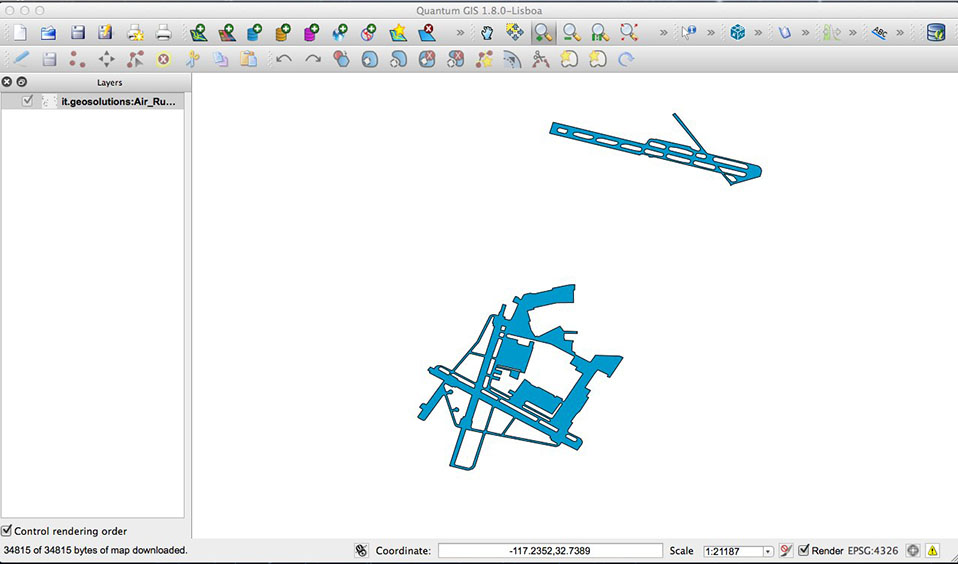 Quantum GIS 1.8.0-Lisboa
Layers
it.geosolutions:Air_Ru...
Control rendering order
34815 of 34815 bytes of map downloaded.
Coordinate:
-117.2352,32.7389
Scale
1:21187
Render
EPSG:4326